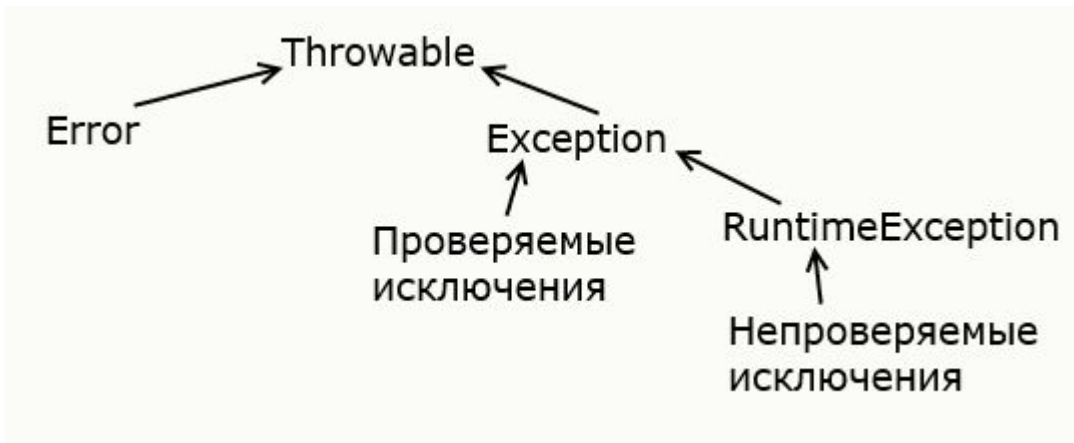 Throwable
Error
Exception
Проверяемые
исключения
RuntimeException
Непроверяемые
исключения